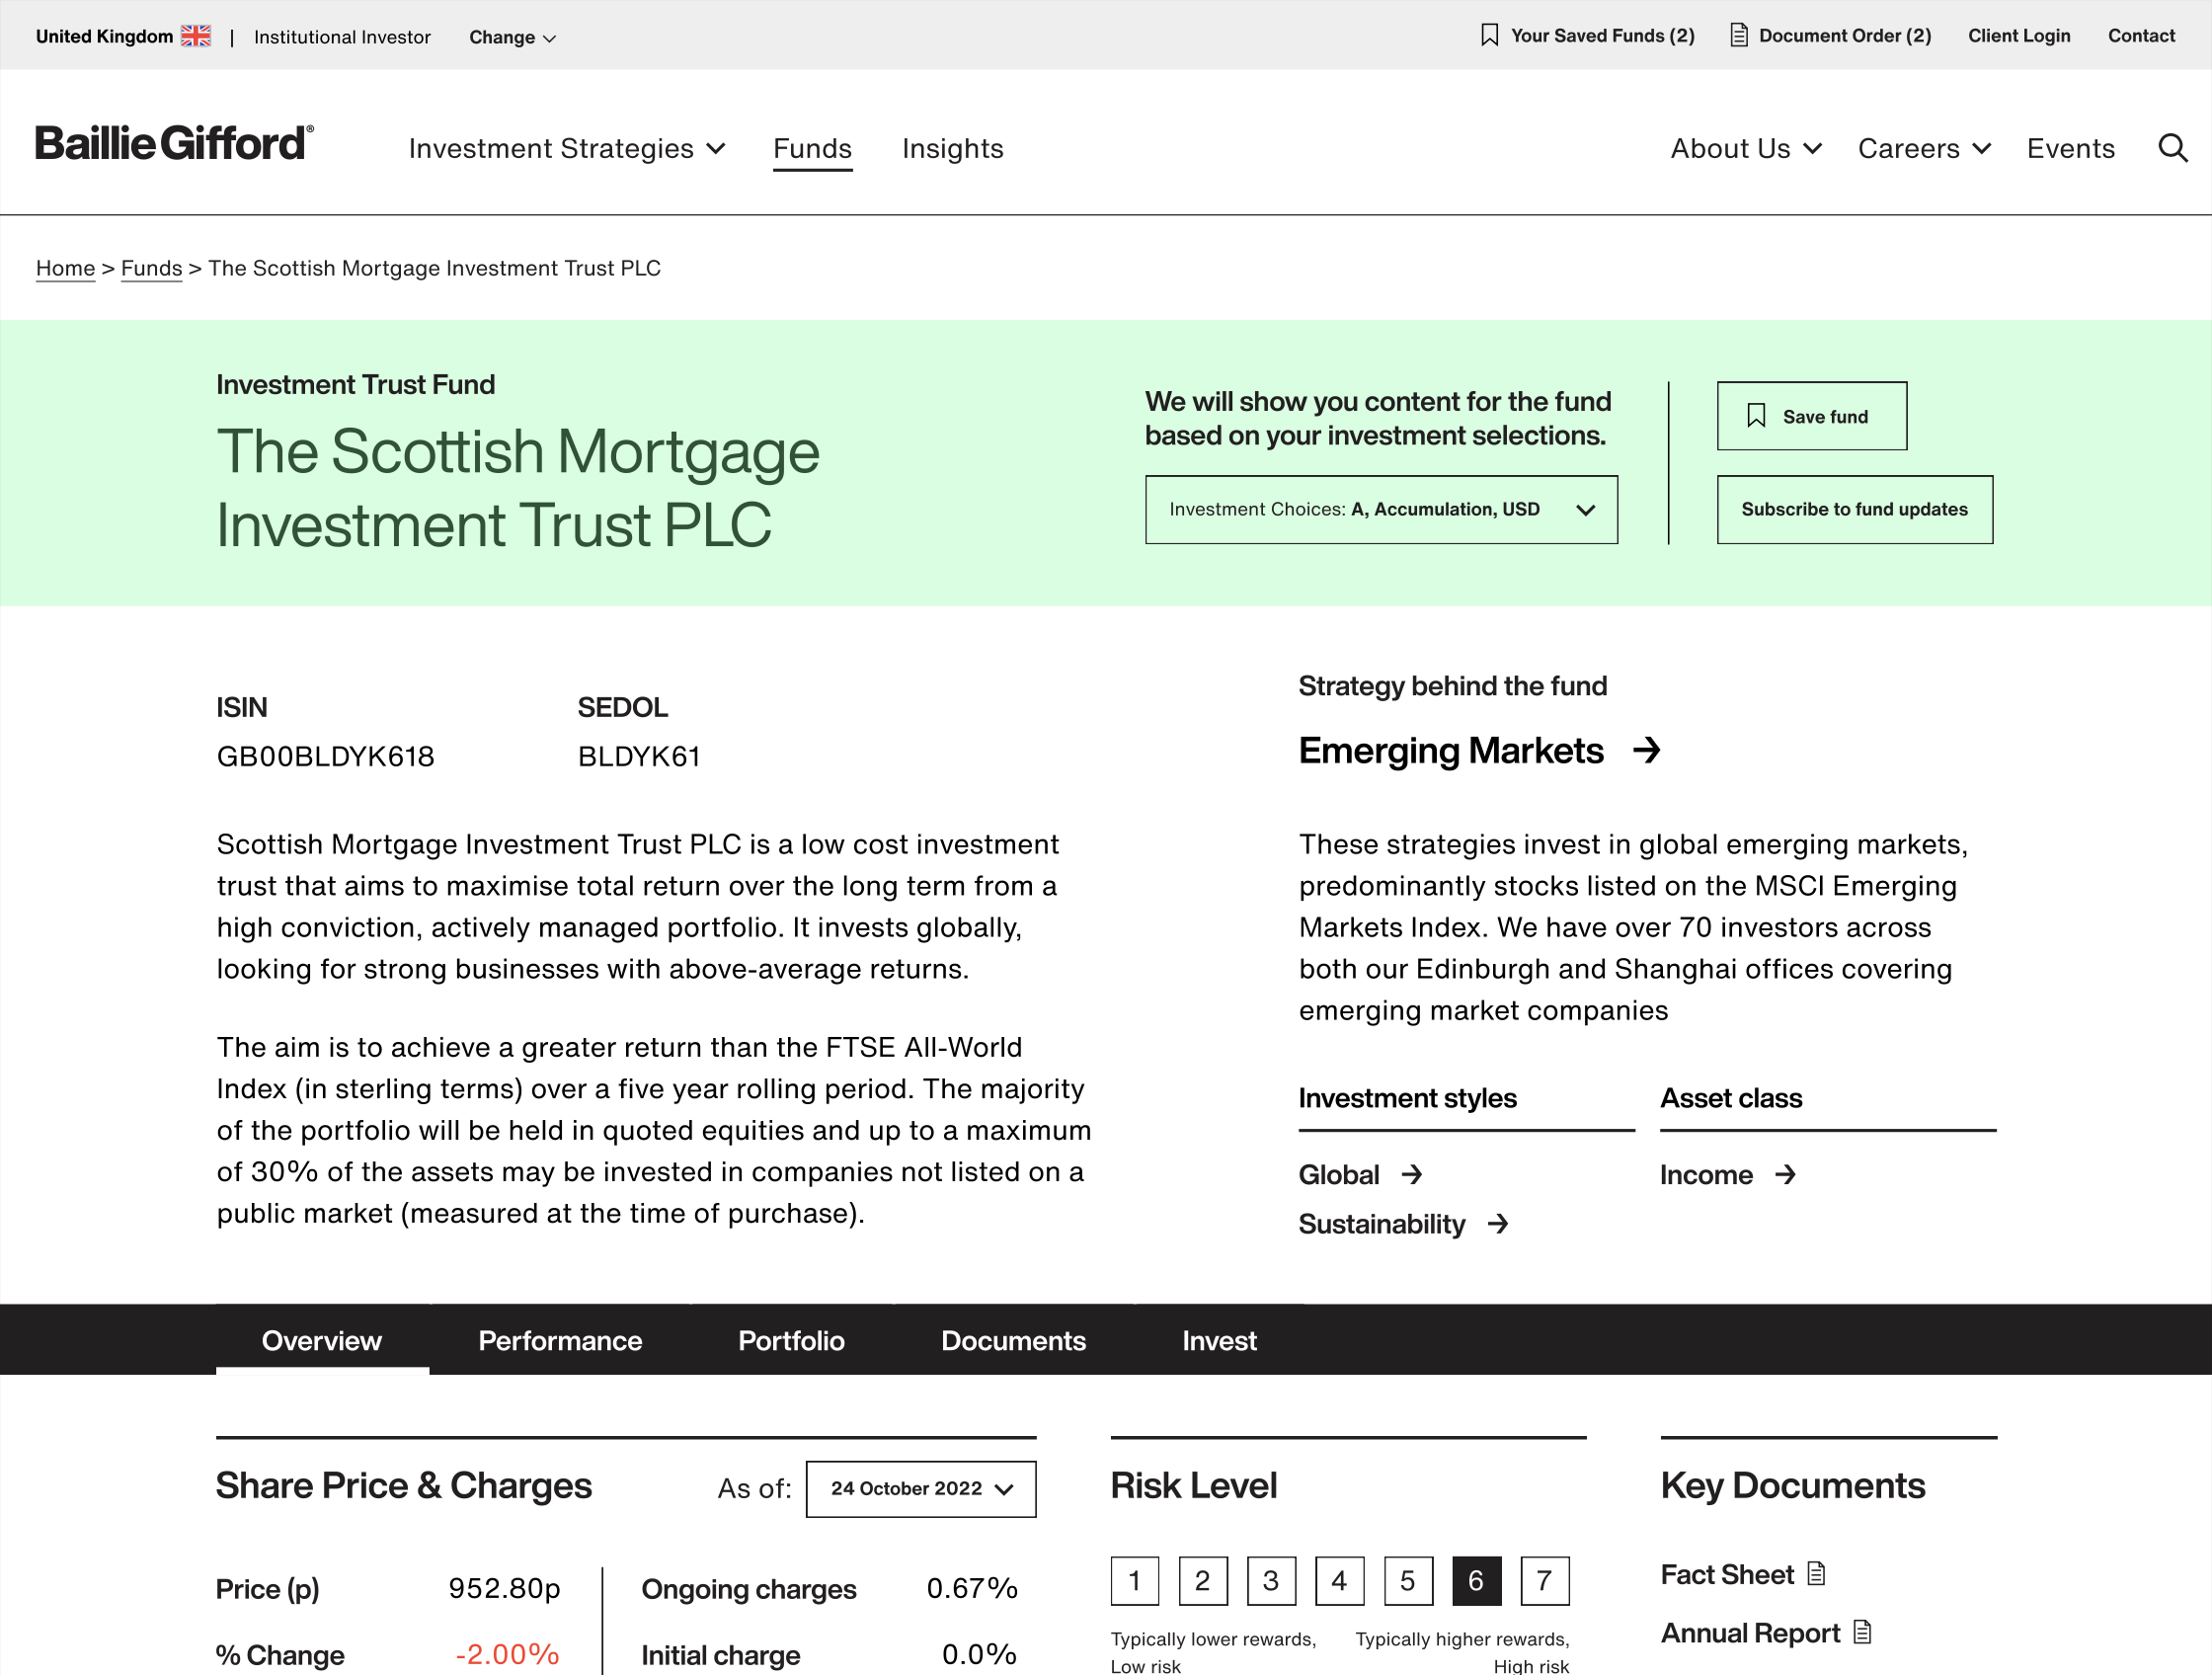 United Kingdom | Institutional Investor Change
Your Saved Funds (2) Document Order (2) Client Login Contact
Baillie Gifford®
Investment Strategies Funds Insights
About Us Careers Events
Home > Funds > The Scottish Mortgage Investment Trust PLC
Investment Trust Fund
The Scottish Mortgage
Investment Trust PLC
We will show you content for the fund
based on your investment selections.
Investment Choices: A, Accumulation, USD
Save fund
Subscribe to fund updates
ISIN
GB00BLDYK618
SEDOL
BLDYK61
Scottish Mortgage Investment Trust PLC is a low cost investment
trust that aims to maximise total return over the long term from a
high conviction, actively managed portfolio. It invests globally,
looking for strong businesses with above-average returns.
The aim is to achieve a greater return than the FTSE All-World
Index (in sterling terms) over a five year rolling period. The majority
of the portfolio will be held in quoted equities and up to a maximum
of 30% of the assets may be invested in companies not listed on a
public market (measured at the time of purchase).
Strategy behind the fund
Emerging Markets →
These strategies invest in global emerging markets,
predominantly stocks listed on the MSCI Emerging
Markets Index. We have over 70 investors across
both our Edinburgh and Shanghai offices covering
emerging market companies
Investment styles
Global →
Sustainability →
Asset class
Income →
Overview Performance Portfolio Documents Invest
Share Price & Charges
As of: 24 October 2022
Price (p) 952.80p
% Change -2.00%
Ongoing charges 0.67%
Initial charge 0.0%
Risk Level
1 2 3 4 5 6 7
Typically lower rewards,
Low risk
Typically higher rewards,
High risk
Key Documents
Fact Sheet
Annual Report